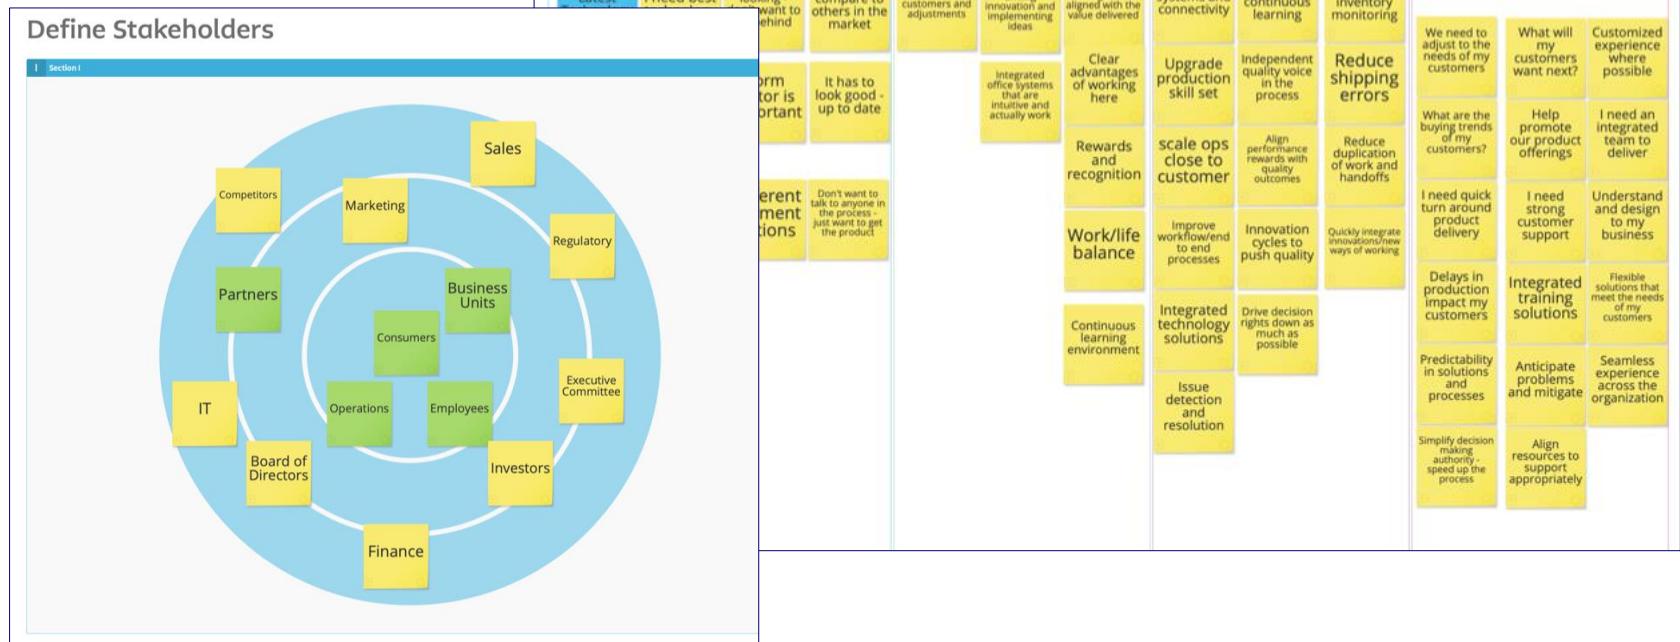 Define Stakeholders
I
Section I
Sales
Competitors
Marketing
Regulatory
Partners
Business
Units
Consumers
Executive
Committee
IT
Operations
Employees
Board of
Directors
Investors
Finance
want to
ehind
others in the
market
orm
tor is
ortant
It has to
look good -
up to date
erent
ment
tions
Don't want to
talk to anyone in
the process -
just want to get
the product
customers and
adjustments
innovation and
implementing
ideas
Integrated
office systems
that are
intuitive and
actually work
aligned with the
value delivered
Clear
advantages
of working
here
Rewards
and
recognition
Work/life
balance
Continuous
learning
environment
connectivity
Upgrade
production
skill set
scale ops
close to
customer
Improve
workflow/end
to end
processes
Integrated
technology
solutions
Issue
detection
and
resolution
continuous
learning
Independent
quality voice
in the
process
Align
performance
rewards with
quality
outcomes
Innovation
cycles to
push quality
Drive decision
rights down as
much as
possible
inventory
monitoring
Reduce
shipping
errors
Reduce
duplication
of work and
handoffs
Quickly integrate
innovations/new
ways of working
We need to
adjust to the
needs of my
customers
What are the
buying trends
of my
customers?
I need quick
turn around
product
delivery
Delays in
production
impact my
customers
Predictability
in solutions
and
processes
Simplify decision
making
authority -
speed up the
process
What will
my
customers
want next?
Help
promote
our product
offerings
I need
strong
customer
support
Integrated
training
solutions
Anticipate
problems
and mitigate
Align
resources to
support
appropriately
Customized
experience
where
possible
I need an
integrated
team to
deliver
Understand
and design
to my
business
Flexible
solutions that
meet the needs
of my
customers
Seamless
experience
across the
organization